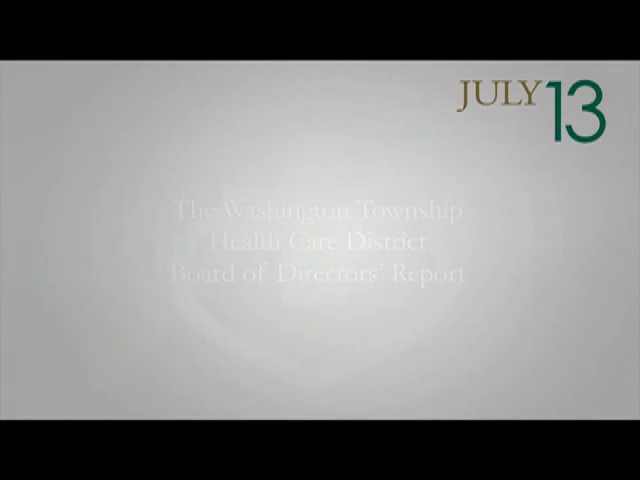 JULY 13
The Washington Township
Health Care District
Board of Directors' Report